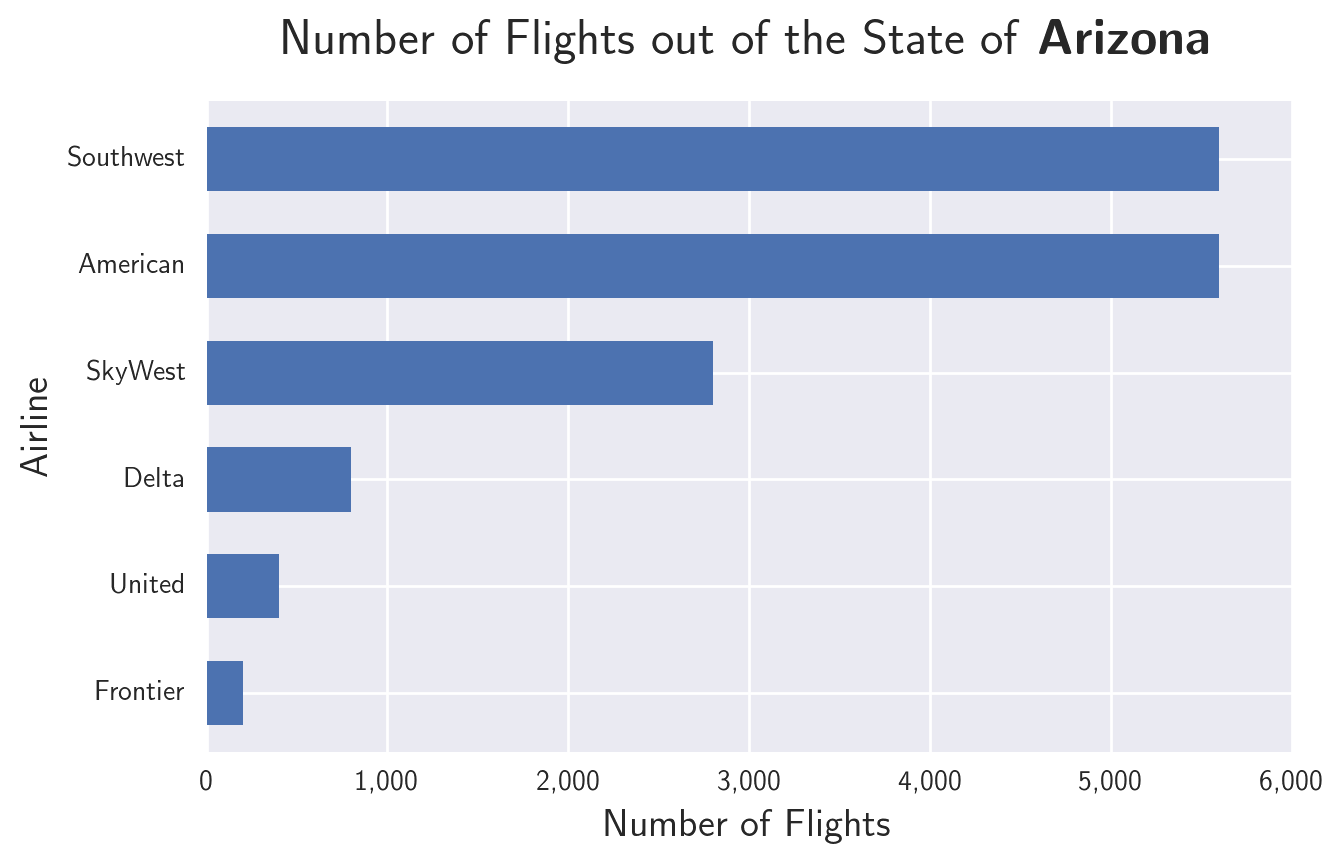 Number of Flights out of the State of Arizona
Southwest
American
SkyWest
Delta
United
Frontier
Airline
0 1,000 2,000 3,000 4,000 5,000 6,000
Number of Flights